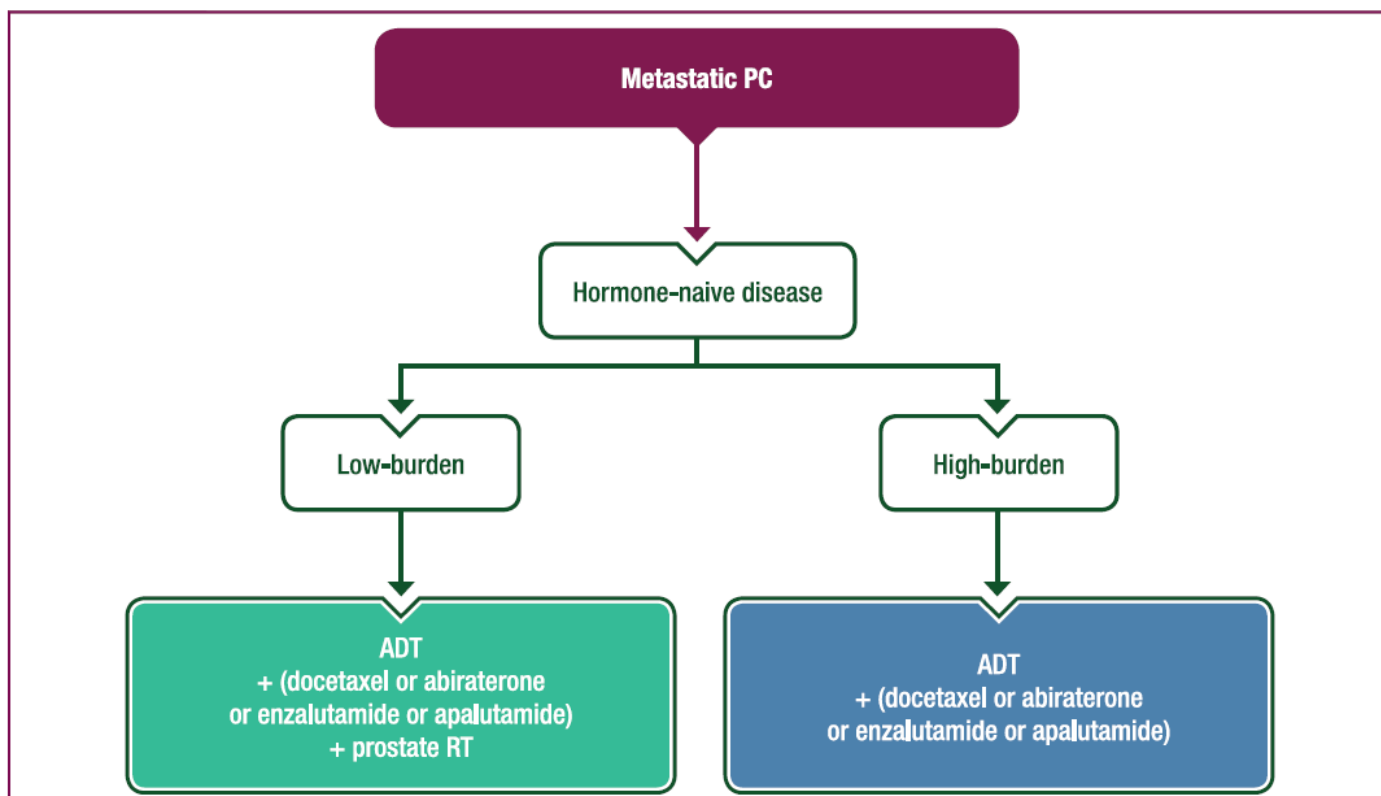 Metastatic PC
Hormone-naive disease
Low-burden
High-burden
ADT
+ (docetaxel or abiraterone
or enzalutamide or apalutamide)
+ prostate RT
ADT
+ (docetaxel or abiraterone
or enzalutamide or apalutamide)